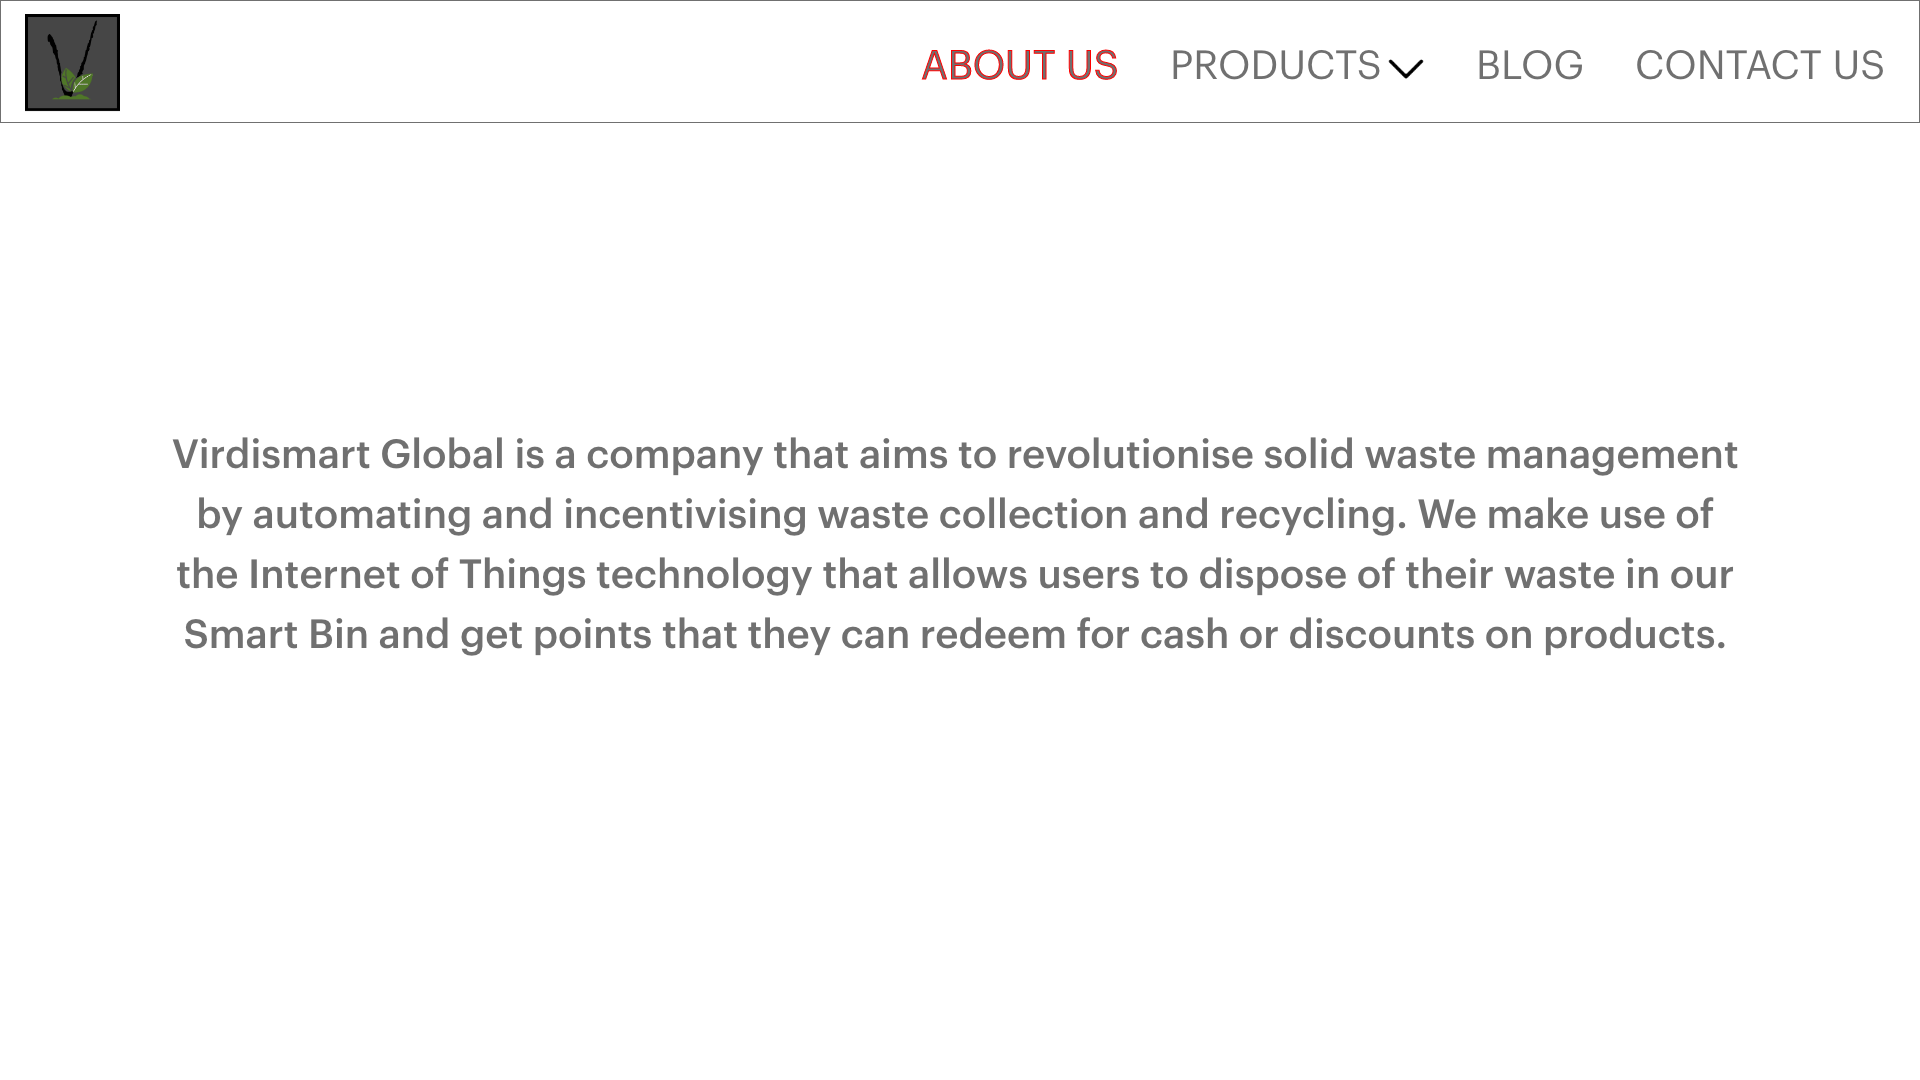 ABOUT US PRODUCTS BLOG CONTACT US
Virdismart Global is a company that aims to revolutionise solid waste management
by automating and incentivising waste collection and recycling. We make use of
the Internet of Things technology that allows users to dispose of their waste in our
Smart Bin and get points that they can redeem for cash or discounts on products.